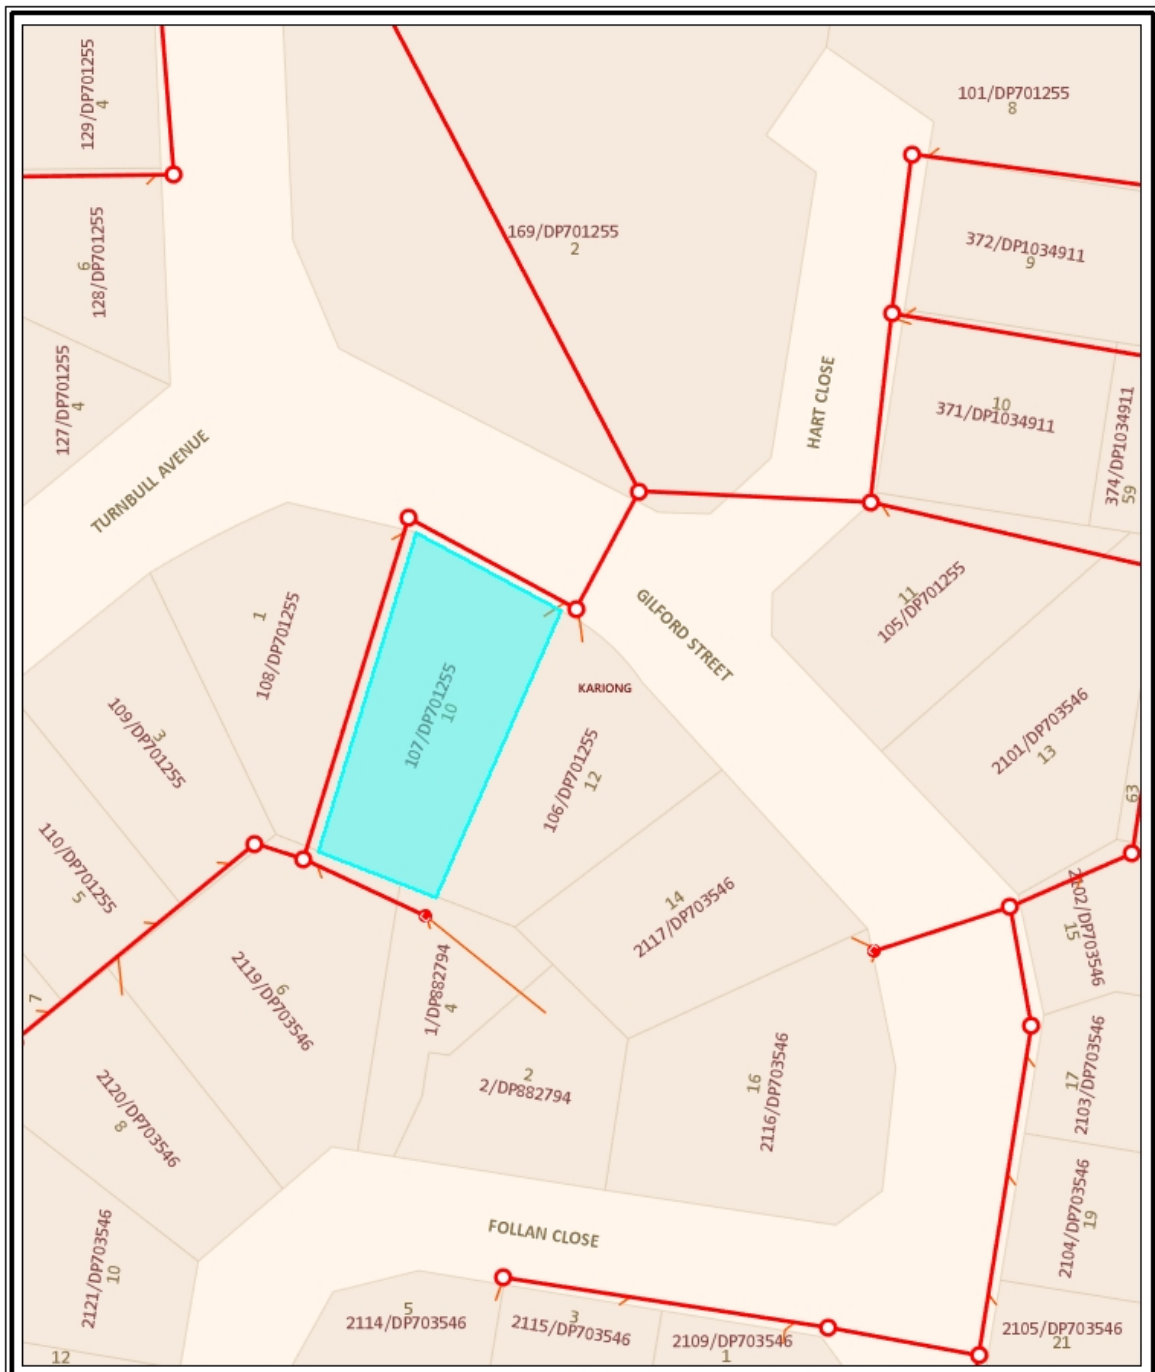 129/DP701255
4
101/DP701255
8
6
128/DP701255
169/DP701255
2
372/DP1034911
9
127/DP701255
4
HART CLOSE
10
371/DP1034911
374/DP1034911
59
TURNBULL AVENUE
1
108/DP701255
11
105/DP701255
GILFORD STREET
KARIONG
107/DP701255
10
109/DP701255
3
106/DP701255
12
2101/DP703546
13
63
110/DP701255
5
14
2117/DP703546
2102/DP703546
15
7
6
2119/DP703546
1/DP882794
4
2
2/DP882794
16
2116/DP703546
17
2103/DP703546
2120/DP703546
8
2104/DP703546
19
FOLLAN CLOSE
2121/DP703546
10
5
2114/DP703546
3
2115/DP703546
2109/DP703546
1
2105/DP703546
21
12